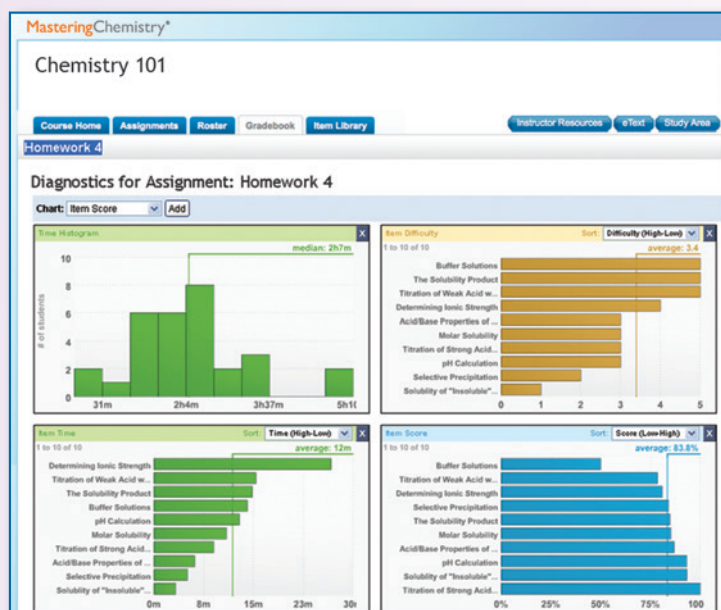 MasteringChemistry®
Chemistry 101
Course Home Assignments Roster Gradebook Item Library Instructor Resources eText Study Area
Homework 4
Diagnostics for Assignment: Homework 4
Chart: Item Score Add
Time Histogram X
median: 2h7m
# of students
10
8
6
4
2
0
31m 2h4m 3h37m 5h10
Item Difficulty Sort: Difficulty (High-Low) X
1 to 10 of 10 average: 3.4
Buffer Solutions
The Solubility Product
Titration of Weak Acid w...
Determining Ionic Strength
Acid/Base Properties of ...
Molar Solubility
Titration of Strong Acid...
pH Calculation
Selective Precipitation
Solublity of "Insoluble"...
0 1 2 3 4 5
Item Time Sort: Time (High-Low) X
1 to 10 of 10 average: 12m
Determining Ionic Strength
Titration of Weak Acid w...
The Solubility Product
Buffer Solutions
pH Calculation
Molar Solubility
Titration of Strong Acid...
Acid/Base Properties of ...
Selective Precipitation
Solublity of "Insoluble"...
0m 8m 15m 23m 30
Item Score Sort: Score (Low-High) X
1 to 10 of 10 average: 83.8%
Buffer Solutions
Titration of Weak Acid w...
Determining Ionic Strength
Selective Precipitation
The Solubility Product
Molar Solubility
Acid/Base Properties of ...
pH Calculation
Solublity of "Insoluble"...
Titration of Strong Acid...
0% 25% 50% 75% 100